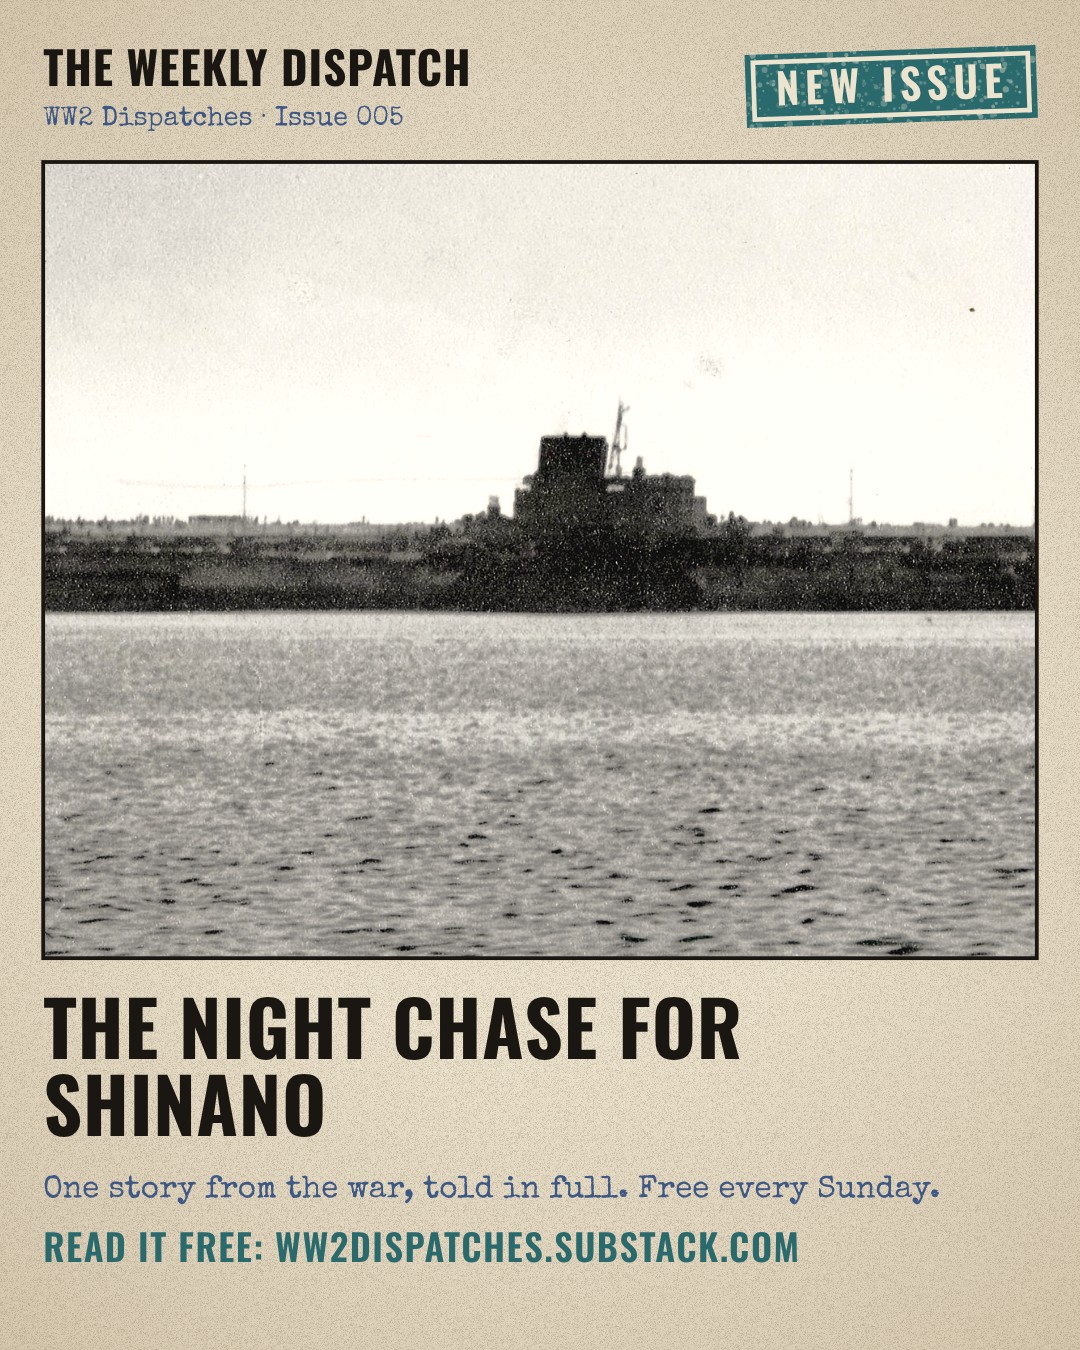 THE WEEKLY DISPATCH
WW2 Dispatches · Issue 005
NEW ISSUE
THE NIGHT CHASE FOR
SHINANO
One story from the war, told in full. Free every Sunday.
READ IT FREE: WW2DISPATCHES.SUBSTACK.COM